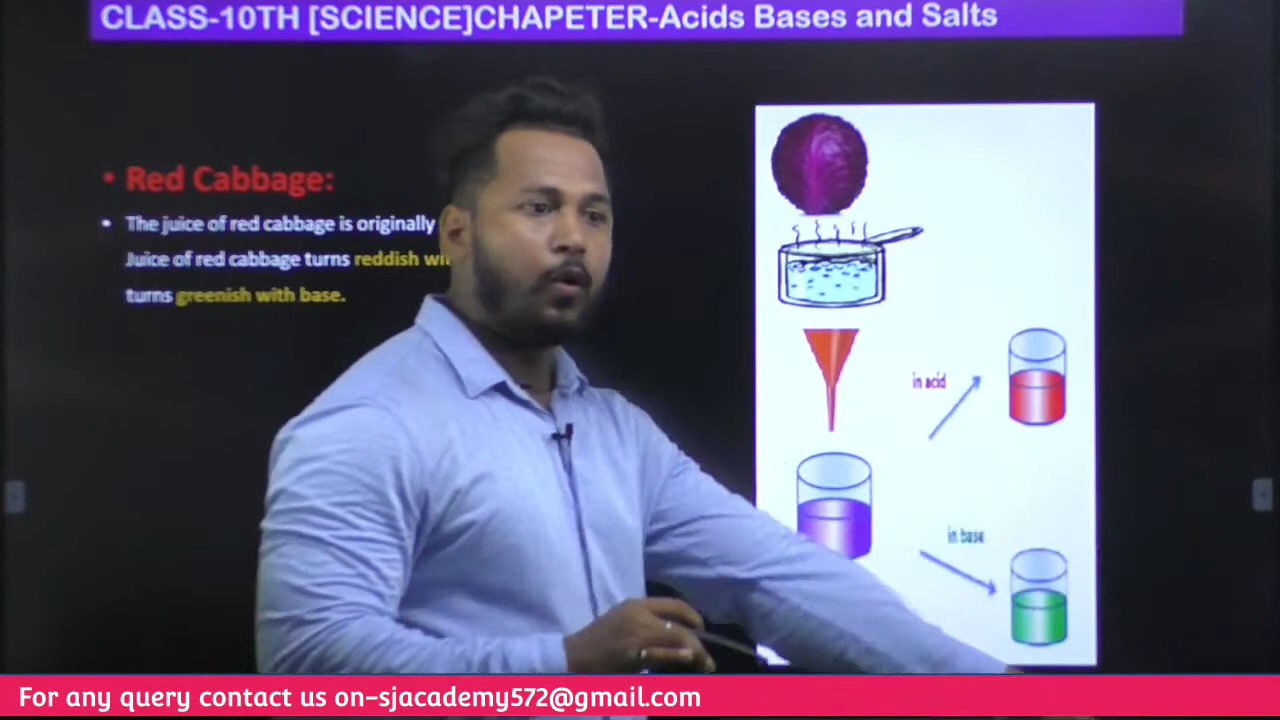 CLASS-10TH [SCIENCE]CHAPETER-Acids Bases and Salts
• Red Cabbage:
• The juice of red cabbage is originally
Juice of red cabbage turns reddish
turns greenish with base.
in acid
in base
For any query contact us on-sjacademy572@gmail.com